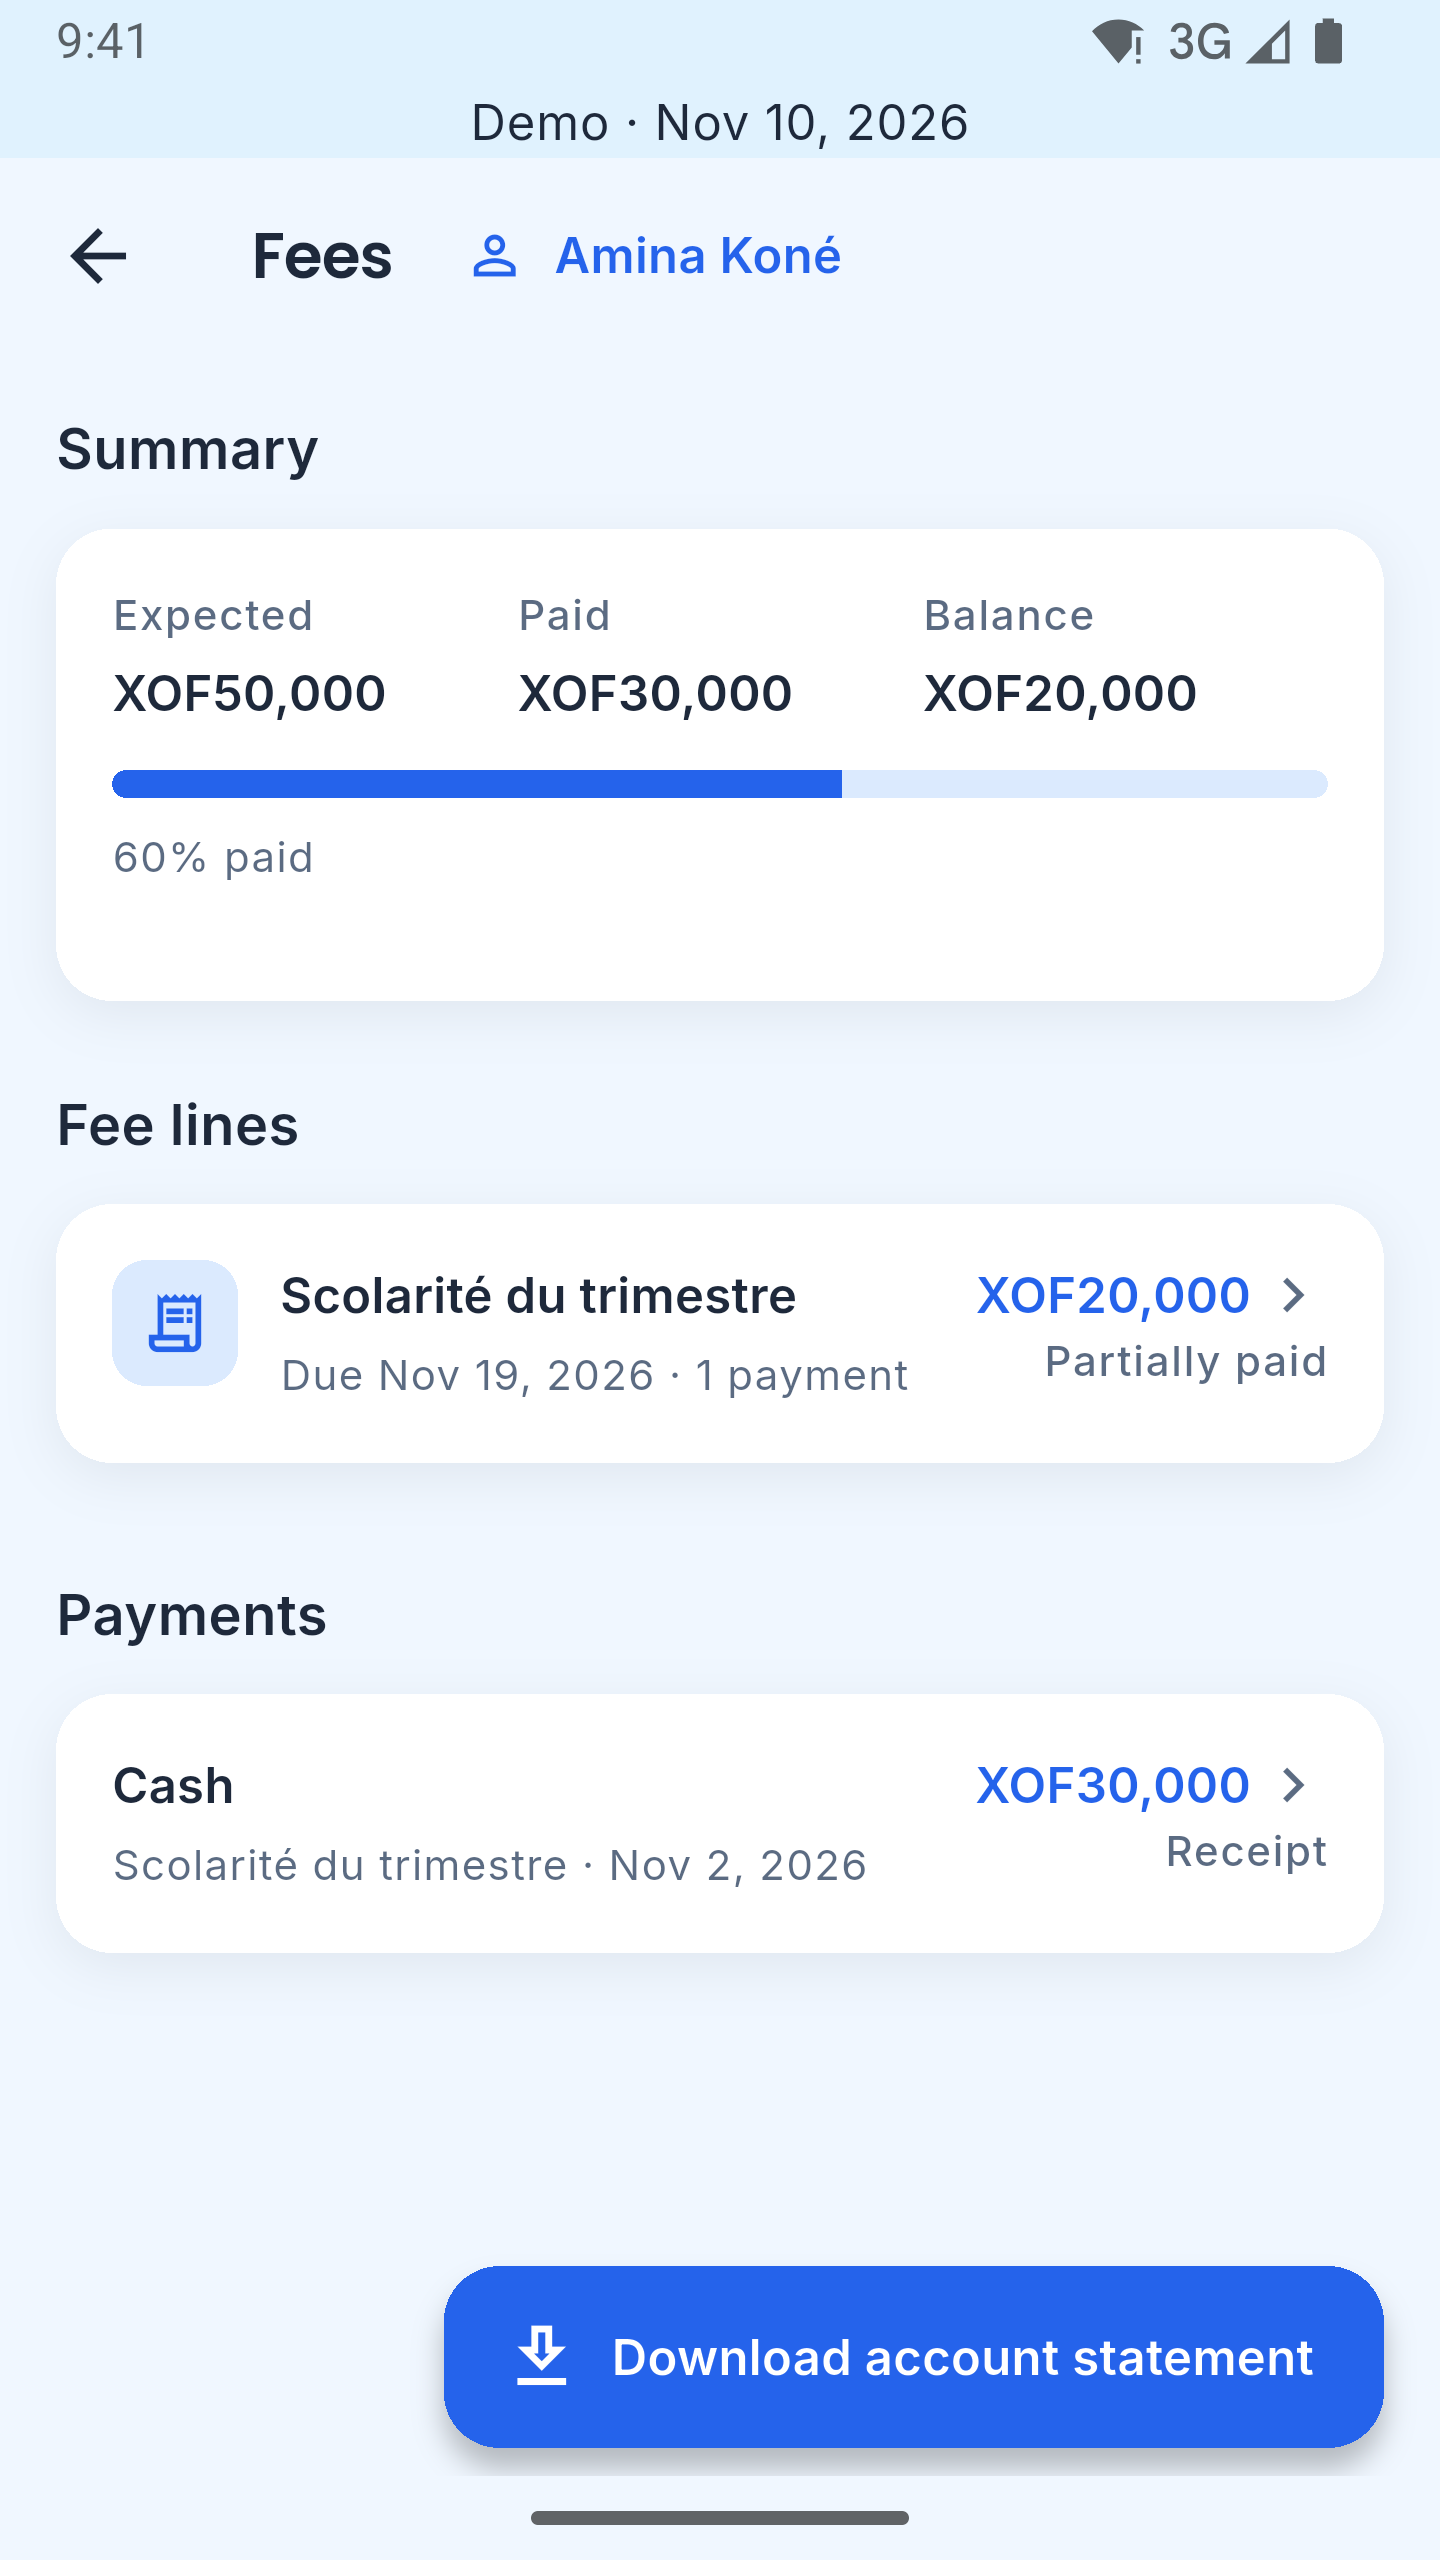 9:41
3G
Demo · Nov 10, 2026
Fees
Amina Koné
Summary
Expected Paid Balance
XOF50,000 XOF30,000 XOF20,000
60% paid
Fee lines
Scolarité du trimestre XOF20,000
Due Nov 19, 2026 · 1 payment Partially paid
Payments
Cash XOF30,000
Scolarité du trimestre · Nov 2, 2026 Receipt
Download account statement